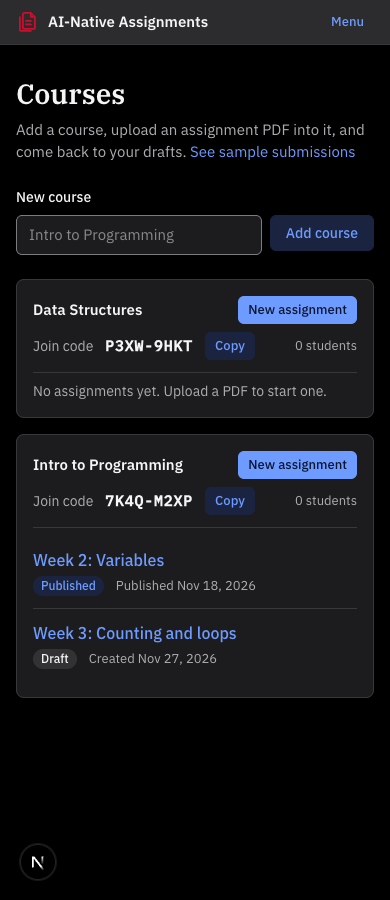 AI-Native Assignments
Menu
Courses
Add a course, upload an assignment PDF into it, and
come back to your drafts. See sample submissions
New course
Intro to Programming
Add course
Data Structures
New assignment
Join code P3XW-9HKT Copy 0 students
No assignments yet. Upload a PDF to start one.
Intro to Programming
New assignment
Join code 7K4Q-M2XP Copy 0 students
Week 2: Variables
Published Published Nov 18, 2026
Week 3: Counting and loops
Draft Created Nov 27, 2026
N